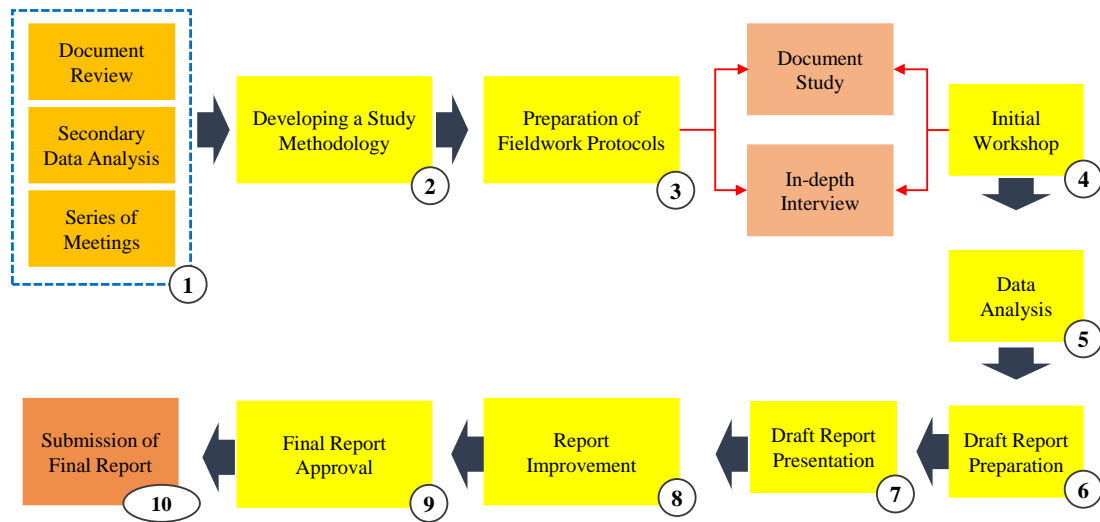 Document
Review
Secondary
Data Analysis
Series of
Meetings
1
Developing a Study
Methodology
2
Preparation of
Fieldwork Protocols
3
Document
Study
In-depth
Interview
Initial
Workshop
4
Data
Analysis
5
Draft Report
Preparation
6
Draft Report
Presentation
7
Report
Improvement
8
Final Report
Approval
9
Submission of
Final Report
10